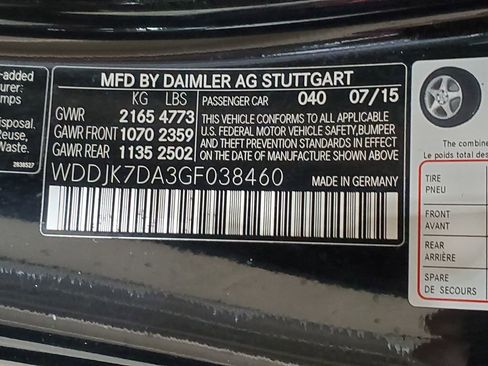 -added
urer:
mps
isposal.
Reuse,
Waste.
2838527
MFD BY DAIMLER AG STUTTGART
KG LBS
GVWR 2165 4773
GAWR FRONT 1070 2359
GAWR REAR 1135 2502
PASSENGER CAR 040 07/15
THIS VEHICLE CONFORMS TO ALL APPLICABLE
U.S. FEDERAL MOTOR VEHICLE SAFETY,BUMPER
AND THEFT PREVENTION STANDARDS IN EFFECT
ON THE DATE OF MANUFACTURE SHOWN ABOVE.
WDDJK7DA3GF038460 MADE IN GERMANY
The combine
Le poids total des
TIRE
PNEU
FRONT
AVANT
REAR
ARRIÈRE
SPARE
DE SECOURS